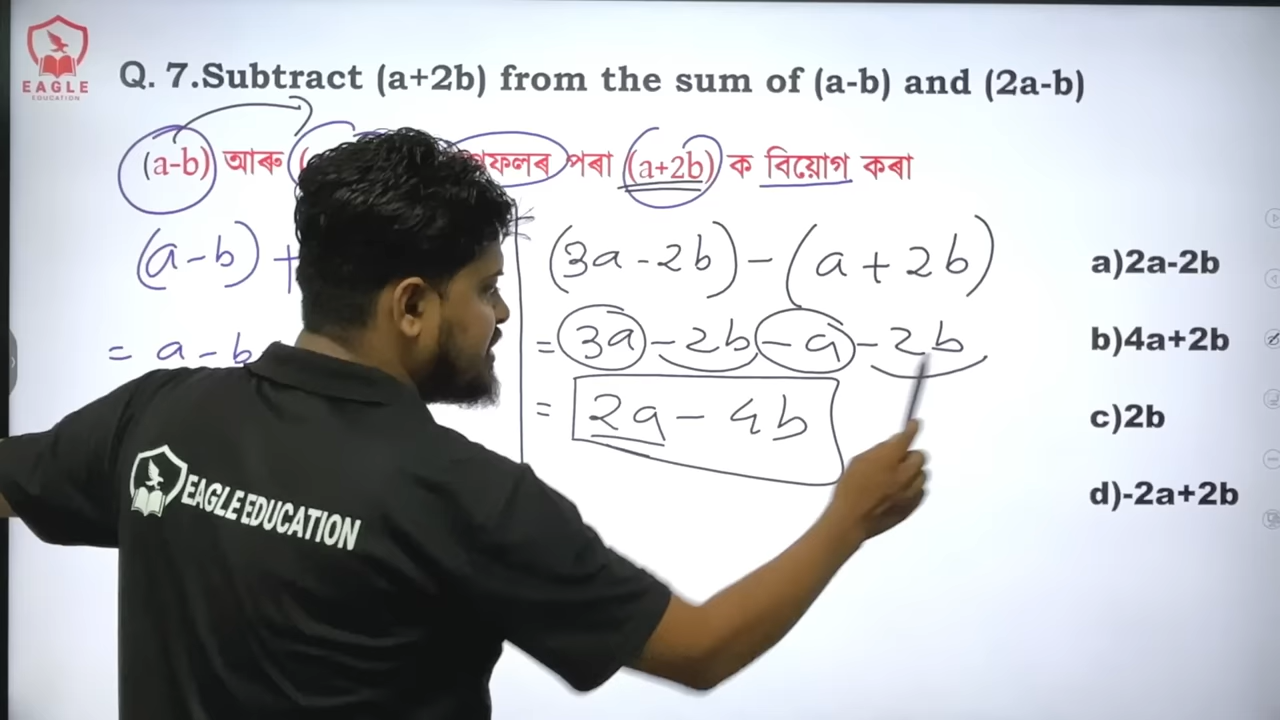 EAGLE
EDUCATION
Q. 7.Subtract (a+2b) from the sum of (a-b) and (2a-b)
(a-b) আৰু ( পৰা (a+2b) ক বিয়োগ কৰা
(a-b) +
= a-b
(3a-2b)-(a+2b)
= 3a-2b-a-2b
= 2a-4b
a)2a-2b
b)4a+2b
c)2b
d)-2a+2b
EAGLE EDUCATION